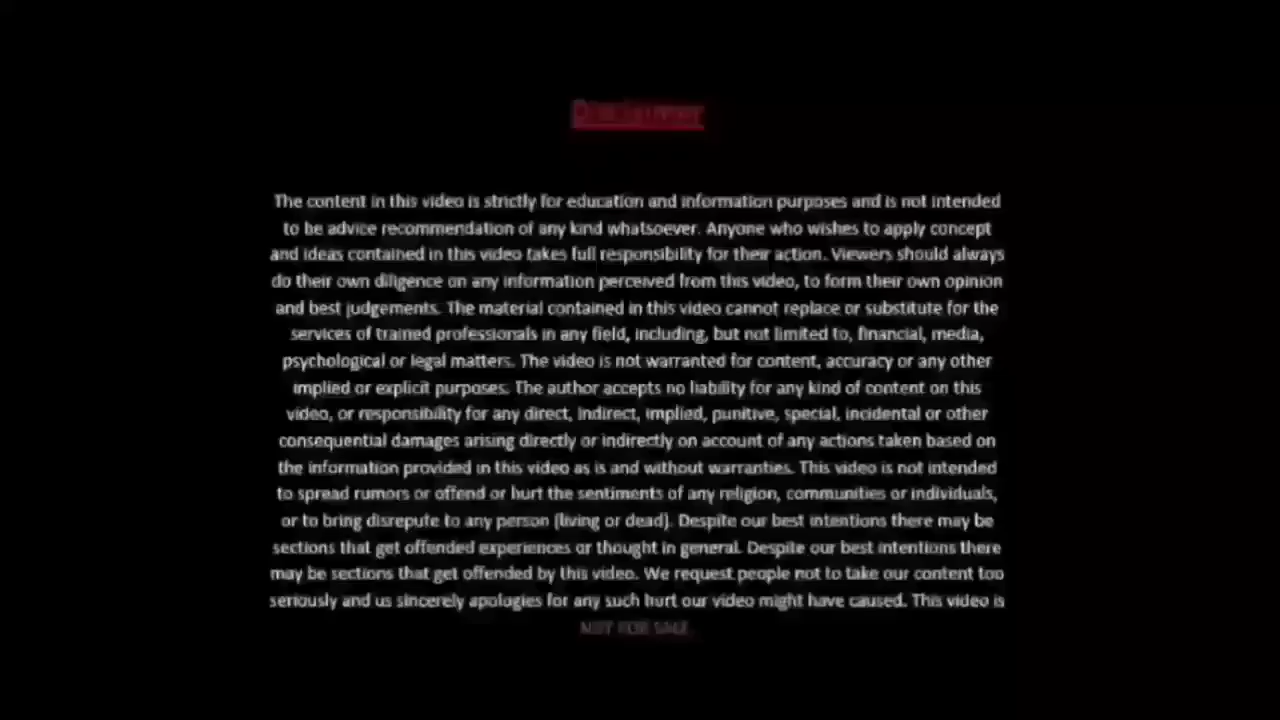 Disclaimer
The content in this video is strictly for education and information purposes and is not intended
to be advice recommendation of any kind whatsoever. Anyone who wishes to apply concept
and ideas contained in this video takes full responsibility for their action. Viewers should always
do their own diligence on any information perceived from this video, to form their own opinion
and best judgements. The material contained in this video cannot replace or substitute for the
services of trained professionals in any field, including, but not limited to, financial, media,
psychological or legal matters. The video is not warranted for content, accuracy or any other
implied or explicit purposes. The author accepts no liability for any kind of content on this
video, or responsibility for any direct, indirect, implied, punitive, special, incidental or other
consequential damages arising directly or indirectly on account of any actions taken based on
the information provided in this video as is and without warranties. This video is not intended
to spread rumors or offend or hurt the sentiments of any religion, communities or individuals,
or to bring disrepute to any person (living or dead). Despite our best intentions there may be
sections that get offended experiences or thought in general. Despite our best intentions there
may be sections that get offended by this video. We request people not to take our content too
seriously and us sincerely apologies for any such hurt our video might have caused. This video is
NOT FOR SALE